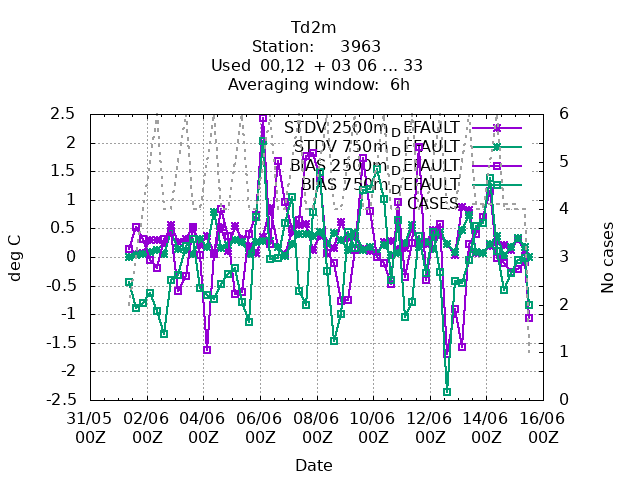 Td2m
Station: 3963
Used 00,12 + 03 06 ... 33
Averaging window: 6h
STDV 2500m_DEFAULT
STDV 750m_DEFAULT
BIAS 2500m_DEFAULT
BIAS 750m_DEFAULT
CASES
2.5
2
1.5
1
0.5
0
-0.5
-1
-1.5
-2
-2.5
deg C
6
5
4
3
2
1
0
No cases
31/05 02/06 04/06 06/06 08/06 10/06 12/06 14/06 16/06
00Z 00Z 00Z 00Z 00Z 00Z 00Z 00Z 00Z
Date